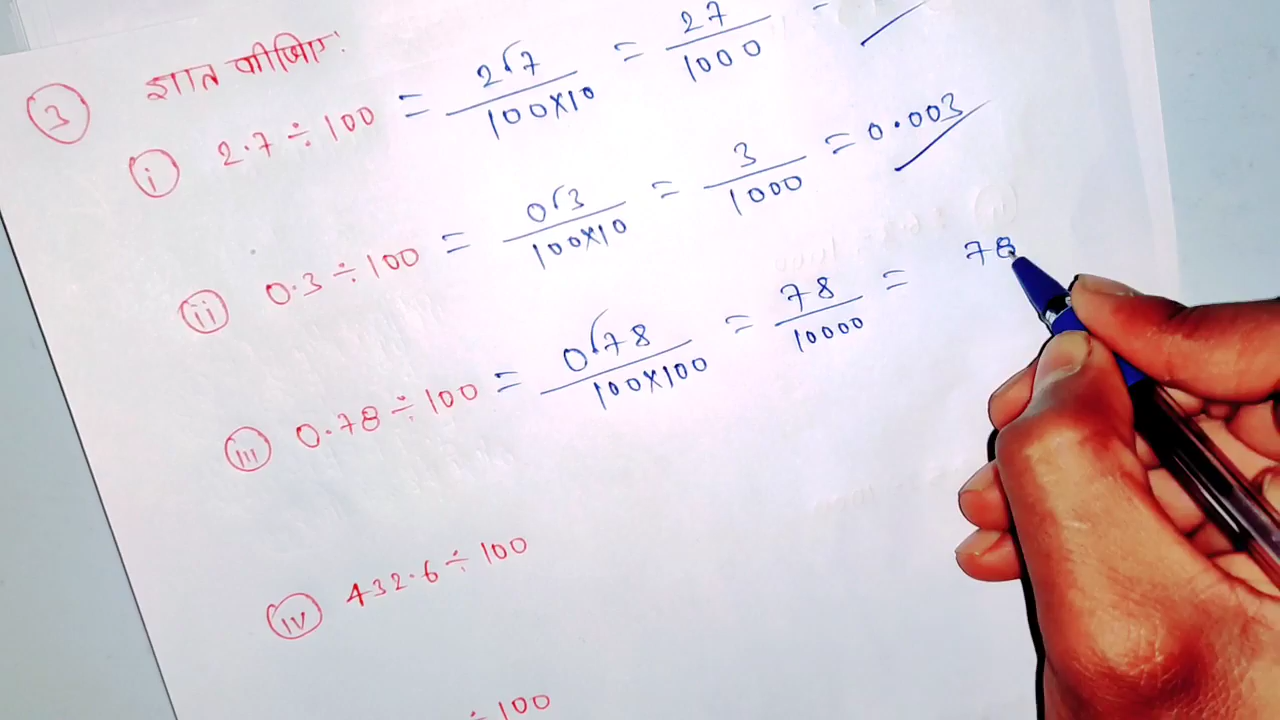 3 ज्ञात कीजिए:
i 2.7 ÷ 100 = 2.7/100×10 = 27/1000 =
ii 0.3 ÷ 100 = 0.3/100×10 = 3/1000 = 0.003
iii 0.78 ÷ 100 = 0.78/100×100 = 78/10000 = 78
iv 432.6 ÷ 100
÷ 100